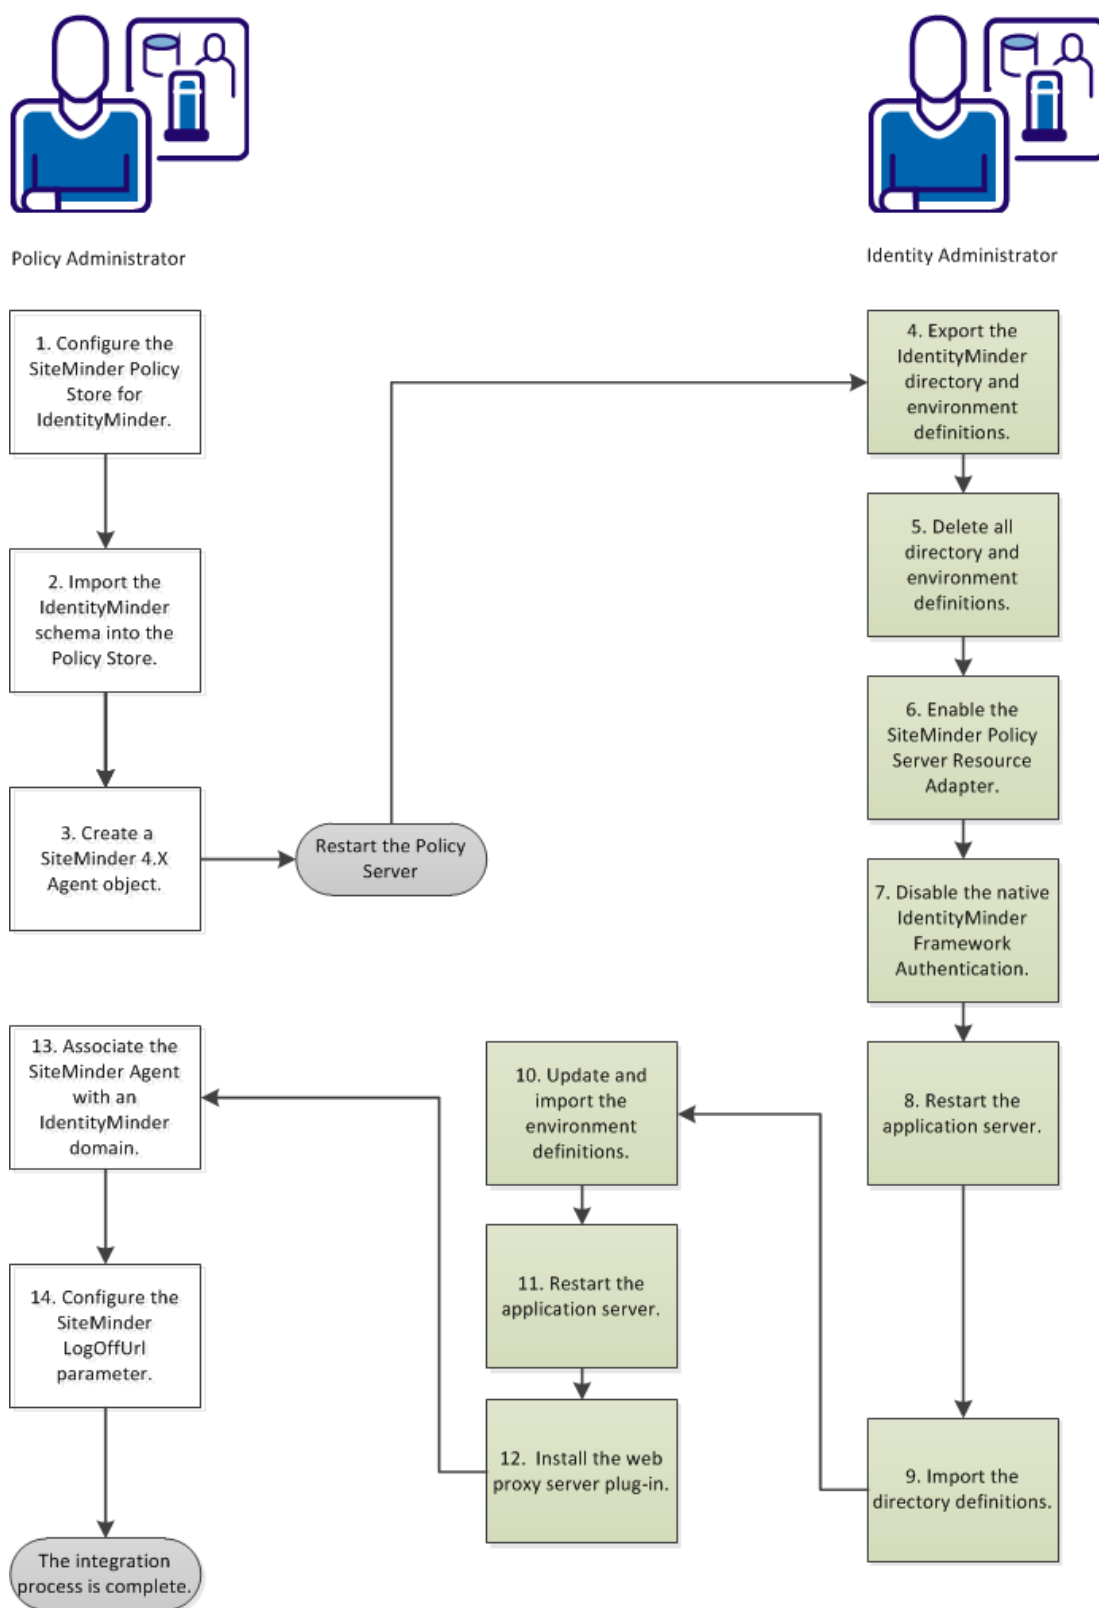 Policy Administrator
Identity Administrator
1. Configure the
SiteMinder Policy
Store for
IdentityMinder.
2. Import the
IdentityMinder
schema into the
Policy Store.
3. Create a
SiteMinder 4.X
Agent object.
Restart the Policy
Server
4. Export the
IdentityMinder
directory and
environment
definitions.
5. Delete all
directory and
environment
definitions.
6. Enable the
SiteMinder Policy
Server Resource
Adapter.
7. Disable the native
IdentityMinder
Framework
Authentication.
8. Restart the
application server.
9. Import the
directory definitions.
10. Update and
import the
environment
definitions.
11. Restart the
application server.
12. Install the web
proxy server plug-in.
13. Associate the
SiteMinder Agent
with an
IdentityMinder
domain.
14. Configure the
SiteMinder
LogOffUrl
parameter.
The integration
process is complete.